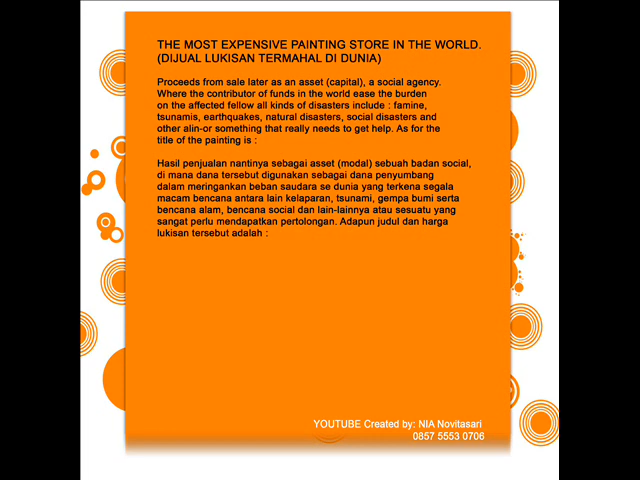 THE MOST EXPENSIVE PAINTING STORE IN THE WORLD.
(DIJUAL LUKISAN TERMAHAL DI DUNIA)
Proceeds from sale later as an asset (capital), a social agency.
Where the contributor of funds in the world ease the burden
on the affected fellow all kinds of disasters include : famine,
tsunamis, earthquakes, natural disasters, social disasters and
other alin-or something that really needs to get help. As for the
title of the painting is :
Hasil penjualan nantinya sebagai asset (modal) sebuah badan social,
di mana dana tersebut digunakan sebagai dana penyumbang
dalam meringankan beban saudara se dunia yang terkena segala
macam bencana antara lain kelaparan, tsunami, gempa bumi serta
bencana alam, bencana social dan lain-lainnya atau sesuatu yang
sangat perlu mendapatkan pertolongan. Adapun judul dan harga
lukisan tersebut adalah :
YOUTUBE Created by: NIA Novitasari
0857 5553 0706